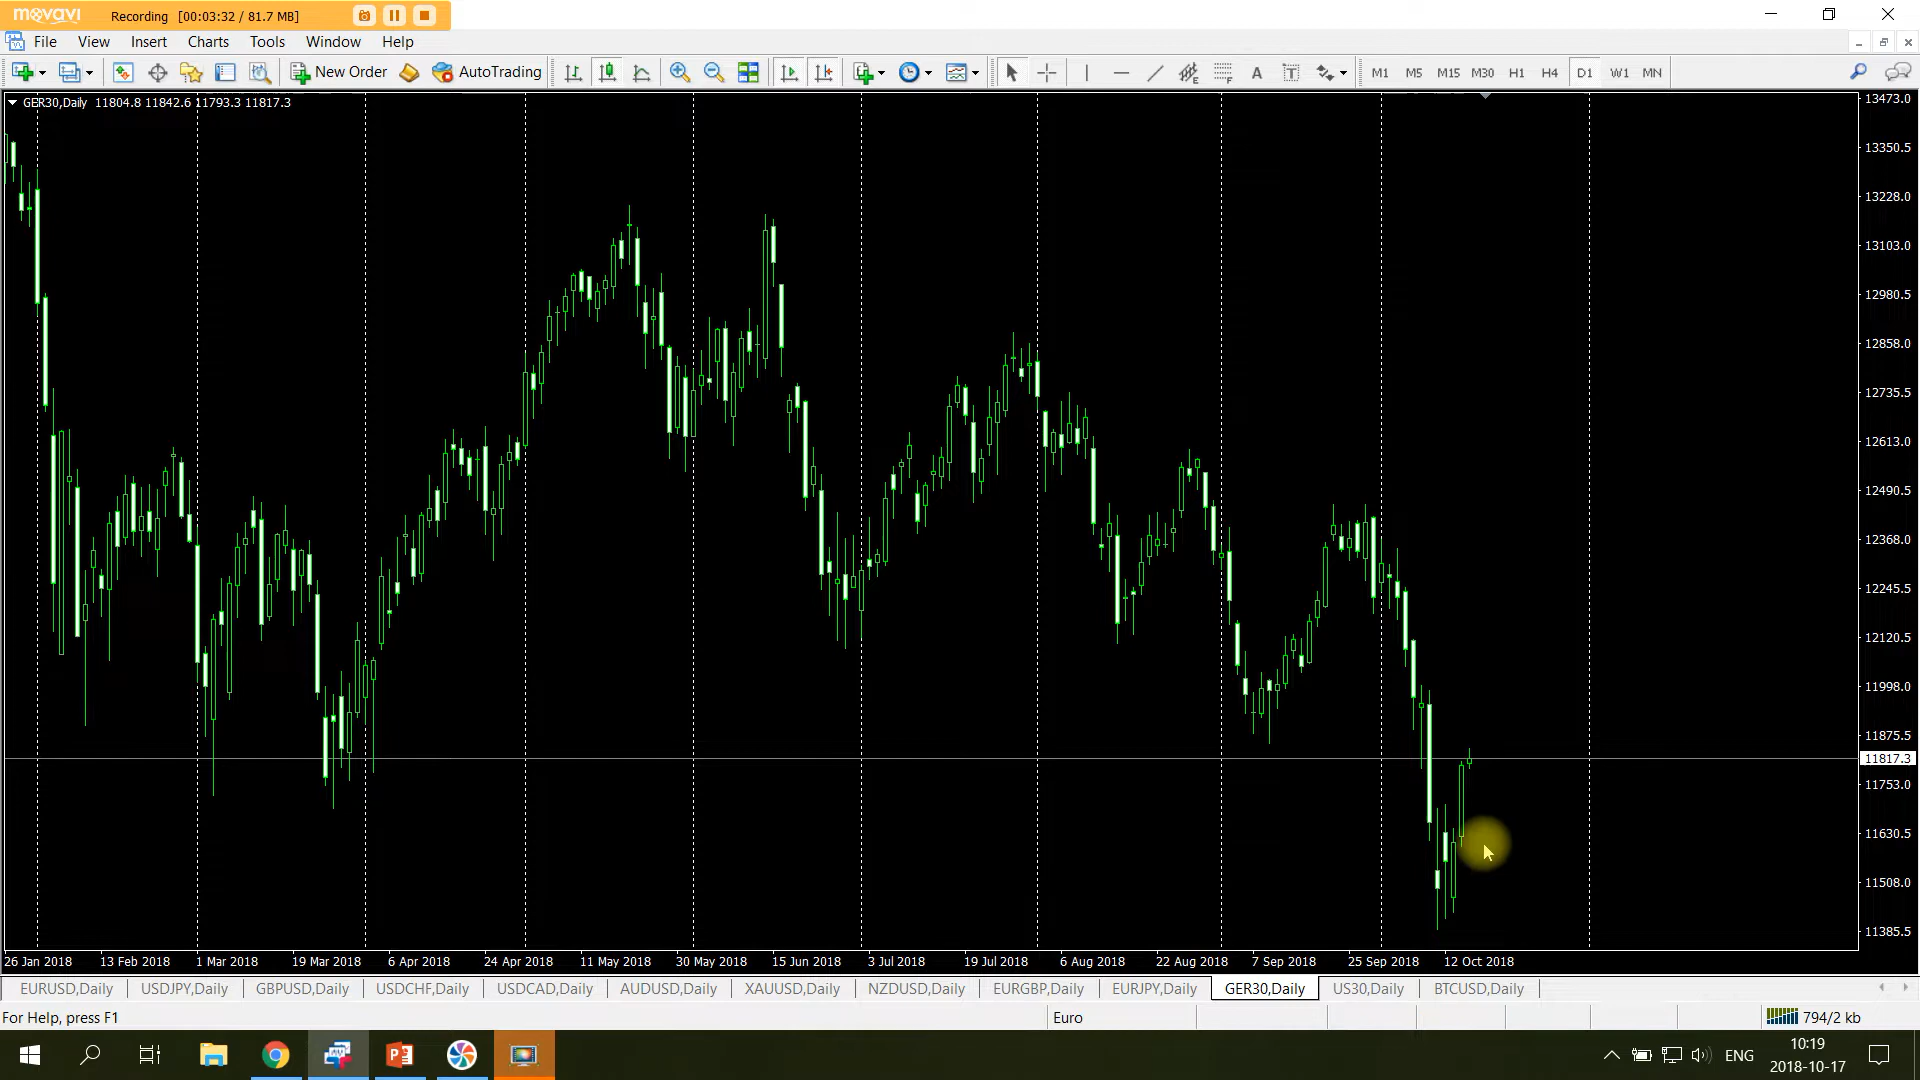 movavi Recording [00:03:32 / 81.7 MB]
File View Insert Charts Tools Window Help
New Order AutoTrading A T M1 M5 M15 M30 H1 H4 D1 W1 MN
GER30,Daily 11804.8 11842.6 11793.3 11817.3
13473.0
13350.5
13228.0
13103.0
12980.5
12858.0
12735.5
12613.0
12490.5
12368.0
12245.5
12120.5
11998.0
11875.5
11817.3
11753.0
11630.5
11508.0
11385.5
26 Jan 2018 13 Feb 2018 1 Mar 2018 19 Mar 2018 6 Apr 2018 24 Apr 2018 11 May 2018 30 May 2018 15 Jun 2018 3 Jul 2018 19 Jul 2018 6 Aug 2018 22 Aug 2018 7 Sep 2018 25 Sep 2018 12 Oct 2018
EURUSD,Daily USDJPY,Daily GBPUSD,Daily USDCHF,Daily USDCAD,Daily AUDUSD,Daily XAUUSD,Daily NZDUSD,Daily EURGBP,Daily EURJPY,Daily GER30,Daily US30,Daily BTCUSD,Daily
For Help, press F1 Euro 794/2 kb
ENG 10:19
2018-10-17